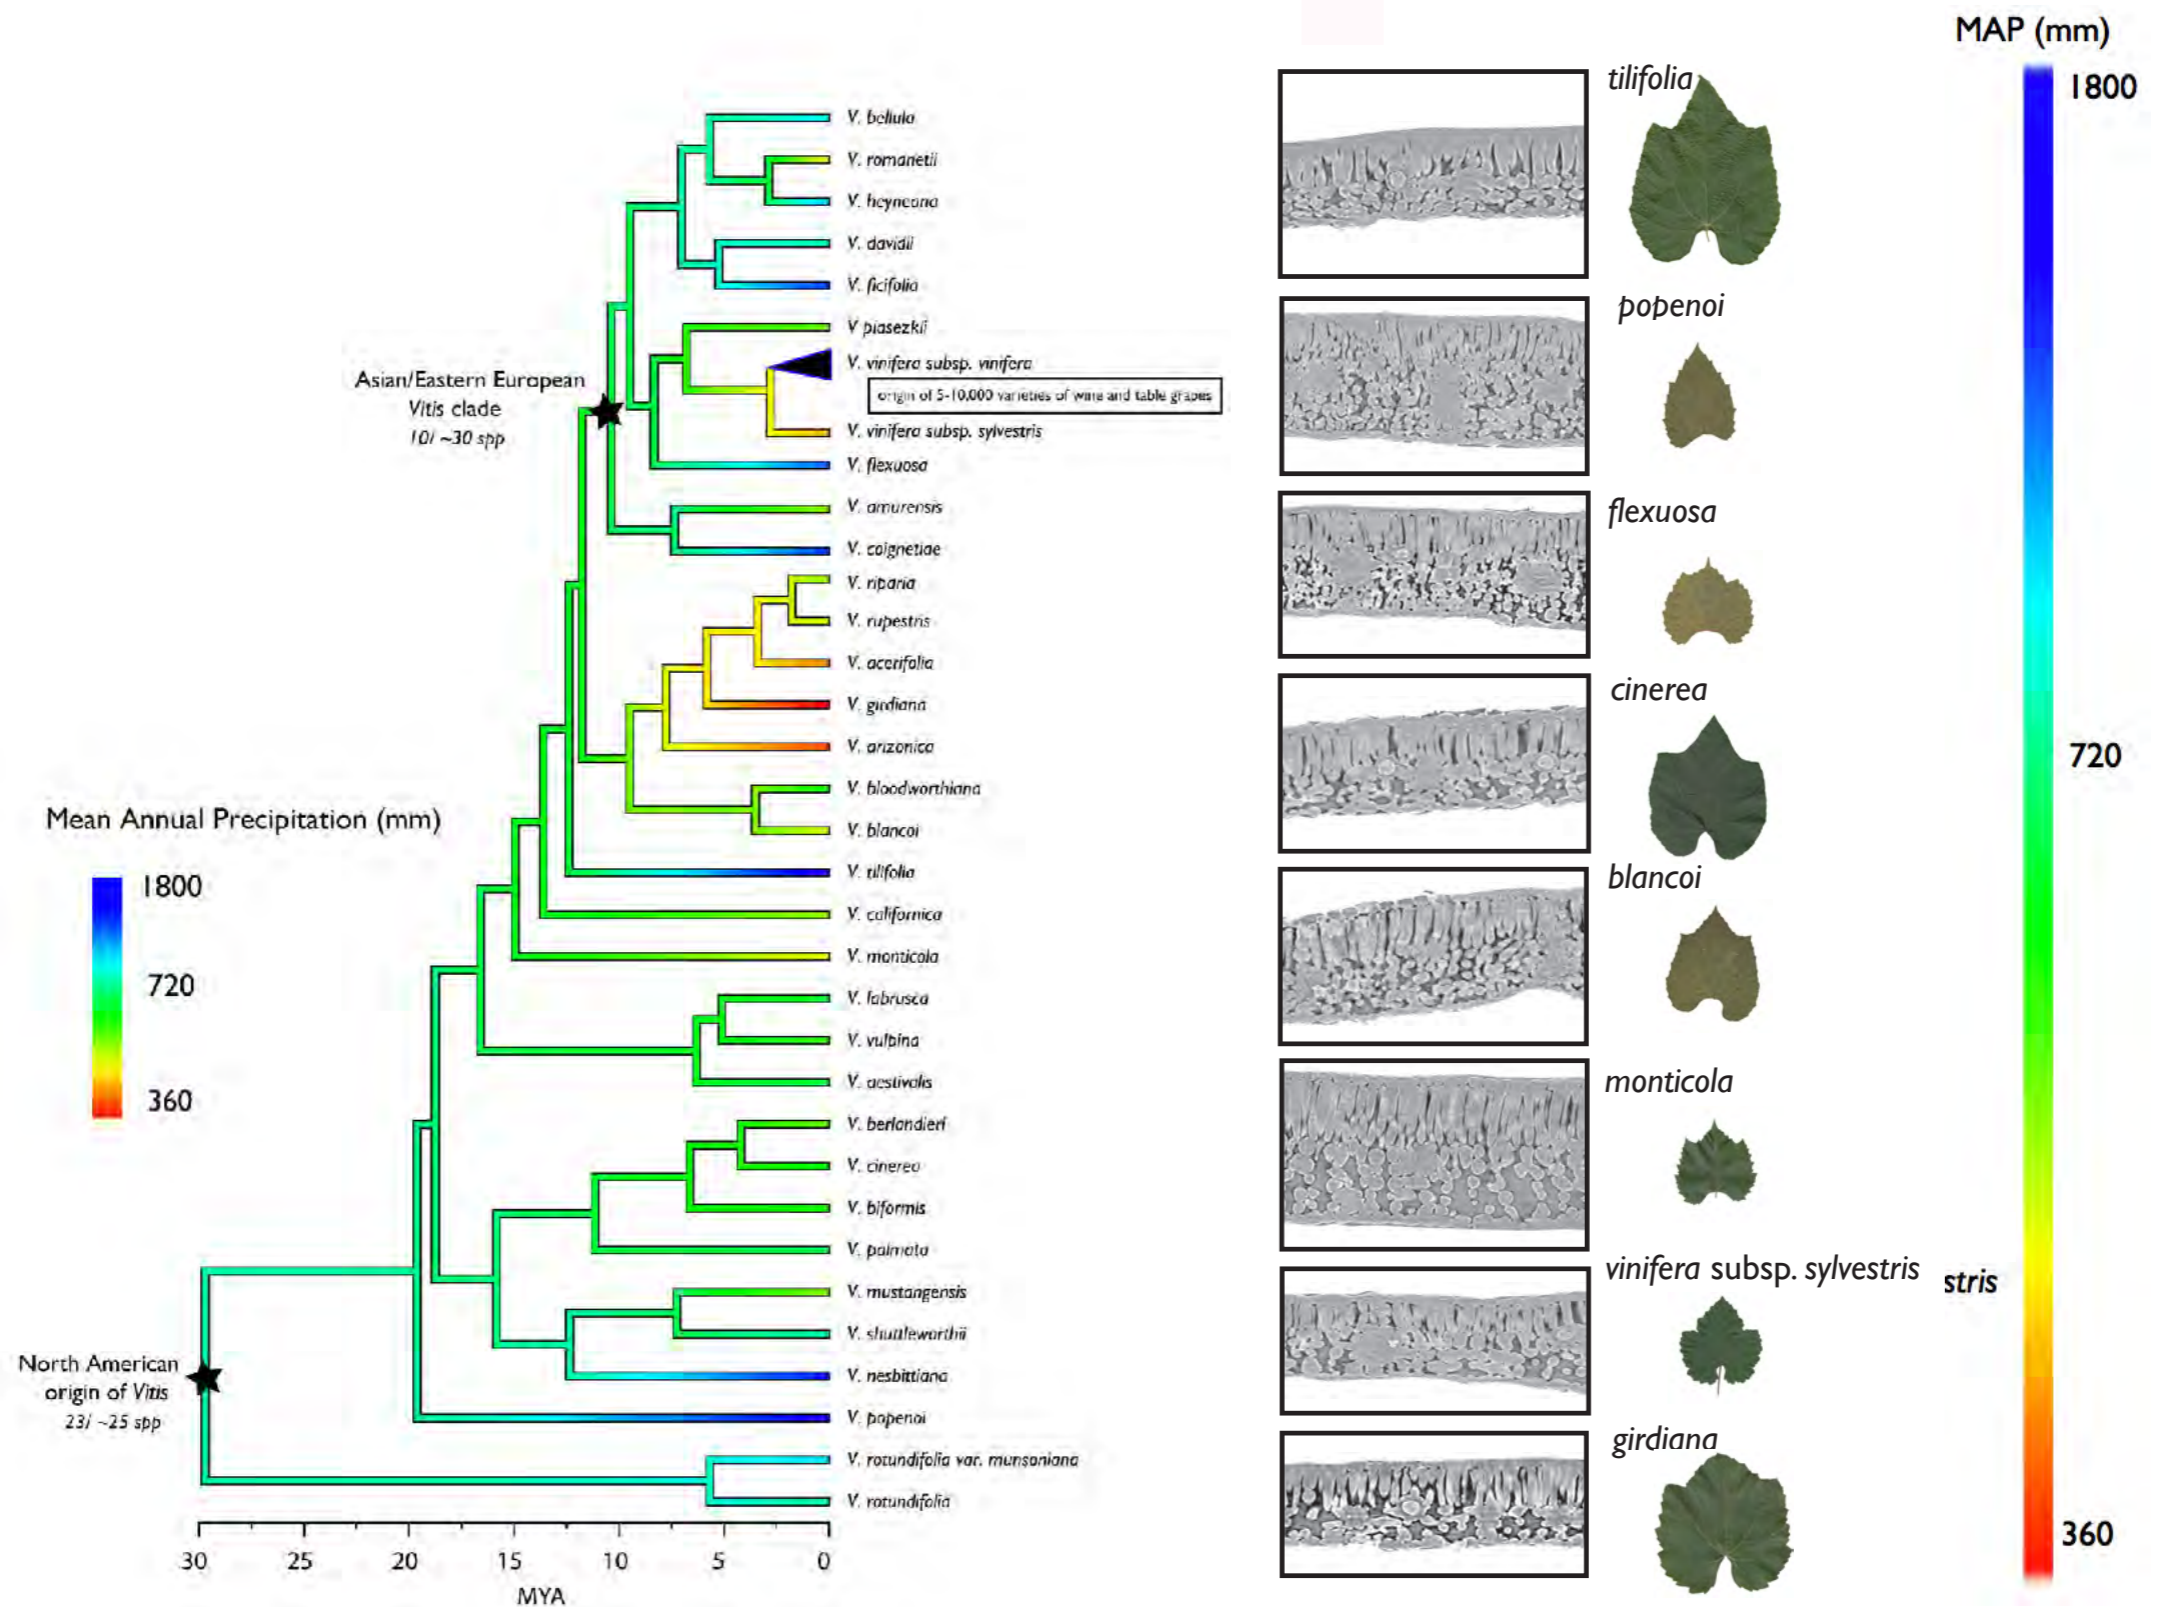 V. bellula
V. romanetii
V. heyneana
V. davidii
V. ficifolia
V piasezkii
V. vinifera subsp. vinifera
origin of 5-10,000 varieties of wine and table grapes
V. vinifera subsp. sylvestris
V. flexuosa
V. amurensis
V. coignetiae
V. riparia
V. rupestris
V. acerifolia
V. girdiana
V. arizonica
V. bloodworthiana
V. blancoi
V. tilifolia
V. californica
V. monticola
V. labrusca
V. vulpina
V. aestivalis
V. berlandieri
V. cinerea
V. biformis
V. palmata
V. mustangensis
V. shuttleworthii
V. nesbittiana
V. popenoi
V. rotundifolia var. munsoniana
V. rotundifolia
Asian/Eastern European
Vitis clade
10/ ~30 spp
Mean Annual Precipitation (mm)
1800
720
360
North American
origin of Vitis
23/ ~25 spp
30 25 20 15 10 5 0
MYA
tilifolia
popenoi
flexuosa
cinerea
blancoi
monticola
vinifera subsp. sylvestris
stris
girdiana
MAP (mm)
1800
720
360